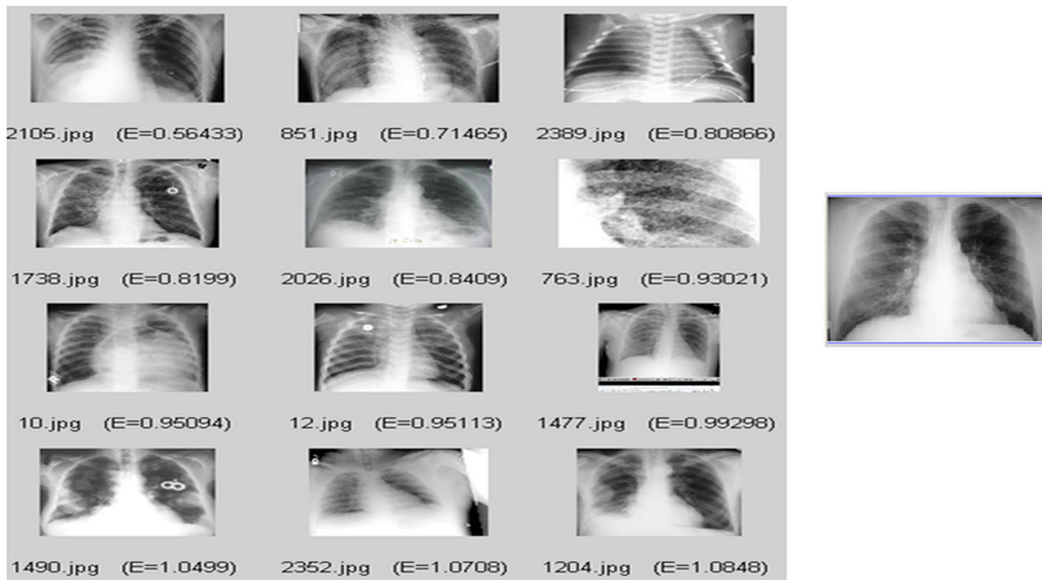 2105.jpg (E=0.56433) 851.jpg (E=0.71465) 2389.jpg (E=0.80866)
1738.jpg (E=0.8199) 2026.jpg (E=0.8409) 763.jpg (E=0.93021)
10.jpg (E=0.95094) 12.jpg (E=0.95113) 1477.jpg (E=0.99298)
1490.jpg (E=1.0499) 2352.jpg (E=1.0708) 1204.jpg (E=1.0848)